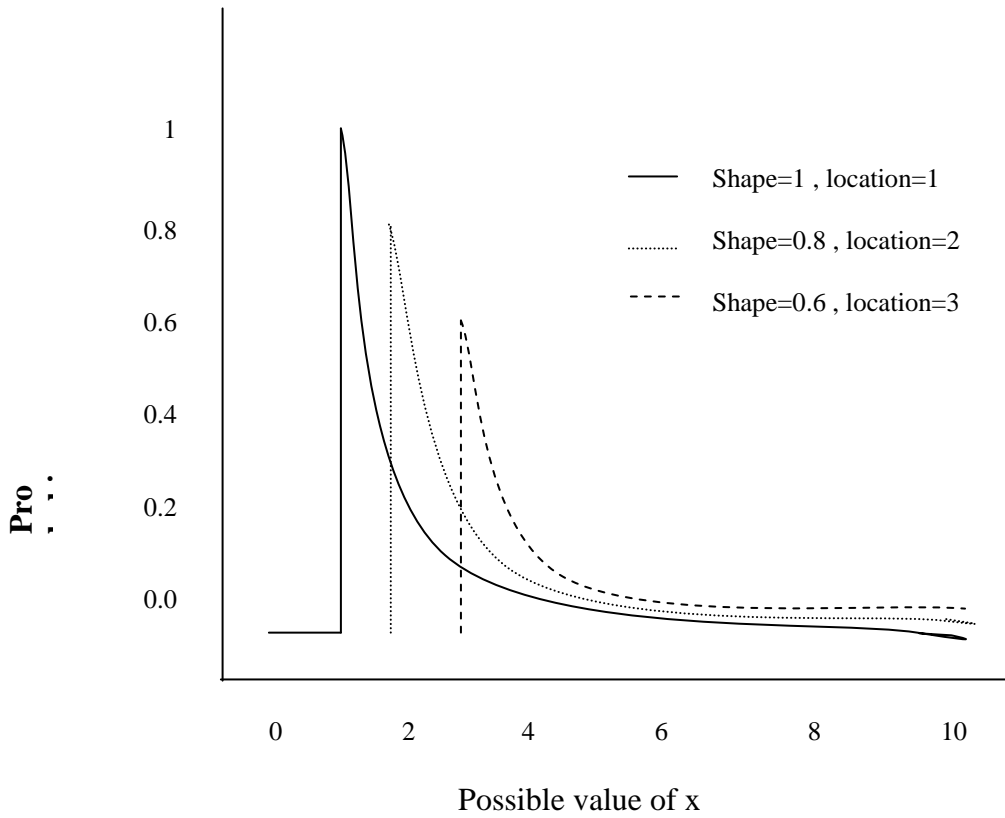 1
Shape=1 , location=1
0.8
Shape=0.8 , location=2
0.6
Shape=0.6 , location=3
0.4
0.2
Pro
0.0
0 2 4 6 8 10
Possible value of x